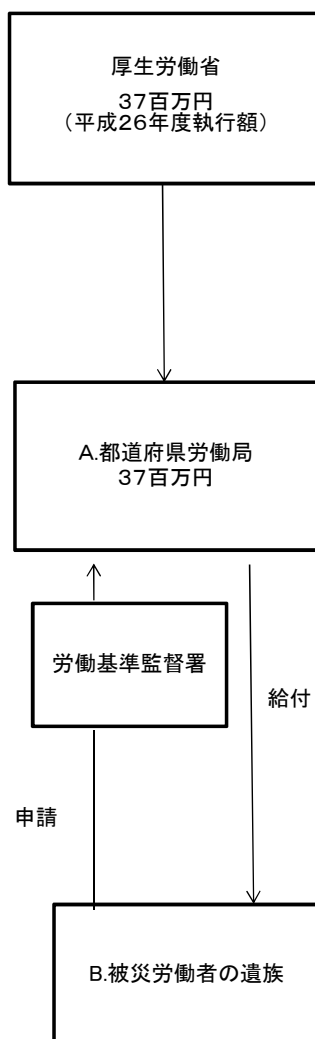 厚生労働省
37百万円
（平成26年度執行額）
A.都道府県労働局
37百万円
労働基準監督署
給付
申請
B.被災労働者の遺族